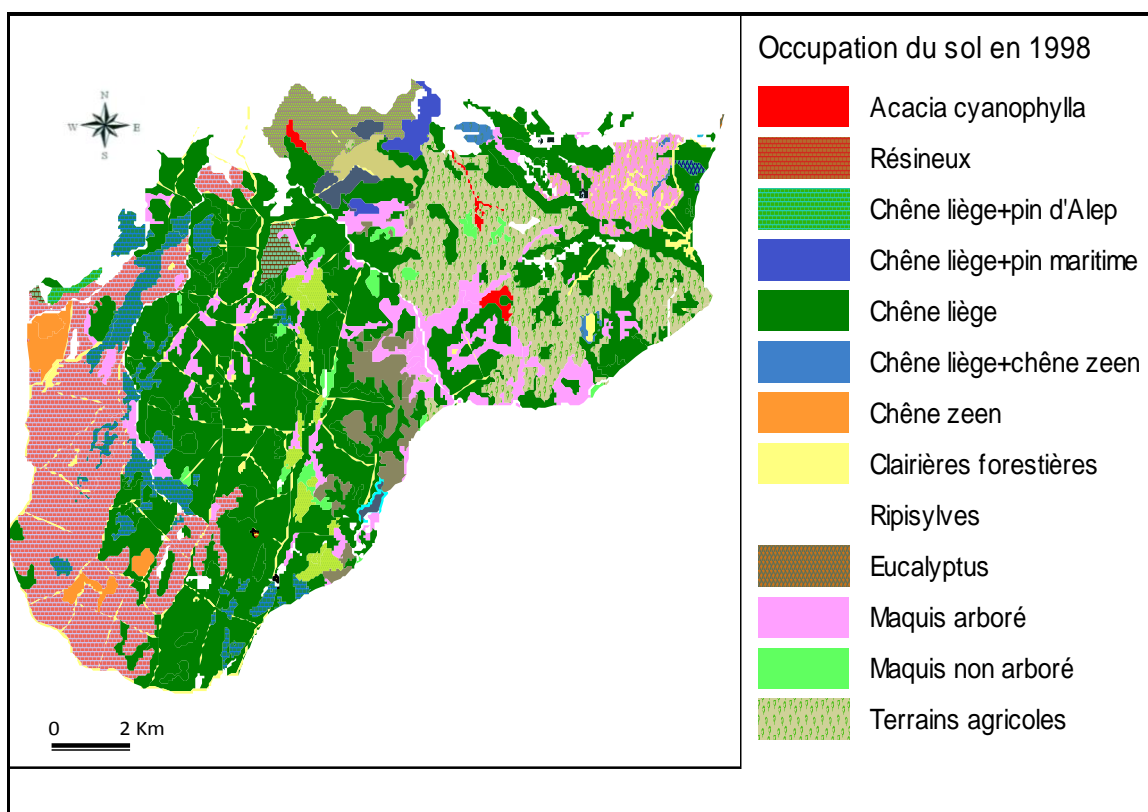 Occupation du sol en 1998
Acacia cyanophylla
Résineux
Chêne liège+pin d'Alep
Chêne liège+pin maritime
Chêne liège
Chêne liège+chêne zeen
Chêne zeen
Clairières forestières
Ripisylves
Eucalyptus
Maquis arboré
Maquis non arboré
Terrains agricoles
N
W E
S
0 2 Km